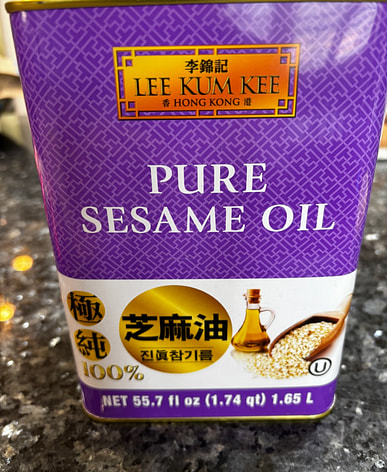 李錦記
LEE KUM KEE
香 HONG KONG 港
PURE
SESAME OIL
極
純
100%
芝麻油
진眞참기름
U
NET 55.7 fl oz (1.74 qt) 1.65 L